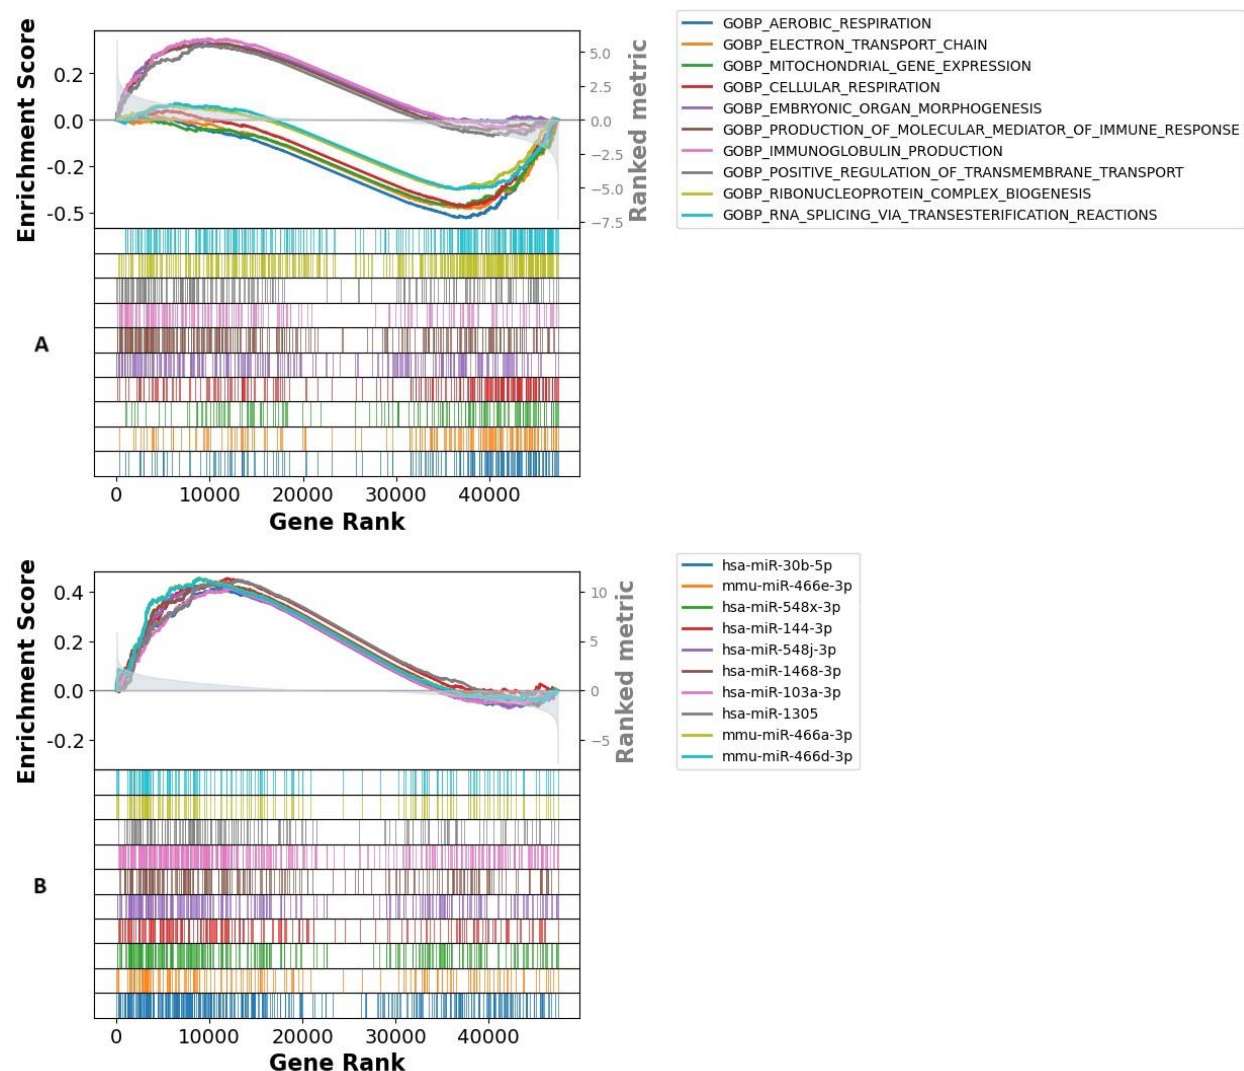 Enrichment Score
0.2
0.0
-0.2
-0.5
5.0
2.5
0.0
−2.5
−5.0
−7.5
Ranked metric
GOBP_AEROBIC_RESPIRATION
GOBP_ELECTRON_TRANSPORT_CHAIN
GOBP_MITOCHONDRIAL_GENE_EXPRESSION
GOBP_CELLULAR_RESPIRATION
GOBP_EMBRYONIC_ORGAN_MORPHOGENESIS
GOBP_PRODUCTION_OF_MOLECULAR_MEDIATOR_OF_IMMUNE_RESPONSE
GOBP_IMMUNOGLOBULIN_PRODUCTION
GOBP_POSITIVE_REGULATION_OF_TRANSMEMBRANE_TRANSPORT
GOBP_RIBONUCLEOPROTEIN_COMPLEX_BIOGENESIS
GOBP_RNA_SPLICING_VIA_TRANSESTERIFICATION_REACTIONS
A
0 10000 20000 30000 40000
Gene Rank
Enrichment Score
0.4
0.2
0.0
-0.2
10
5
0
−5
Ranked metric
hsa-miR-30b-5p
mmu-miR-466e-3p
hsa-miR-548x-3p
hsa-miR-144-3p
hsa-miR-548j-3p
hsa-miR-1468-3p
hsa-miR-103a-3p
hsa-miR-1305
mmu-miR-466a-3p
mmu-miR-466d-3p
B
0 10000 20000 30000 40000
Gene Rank